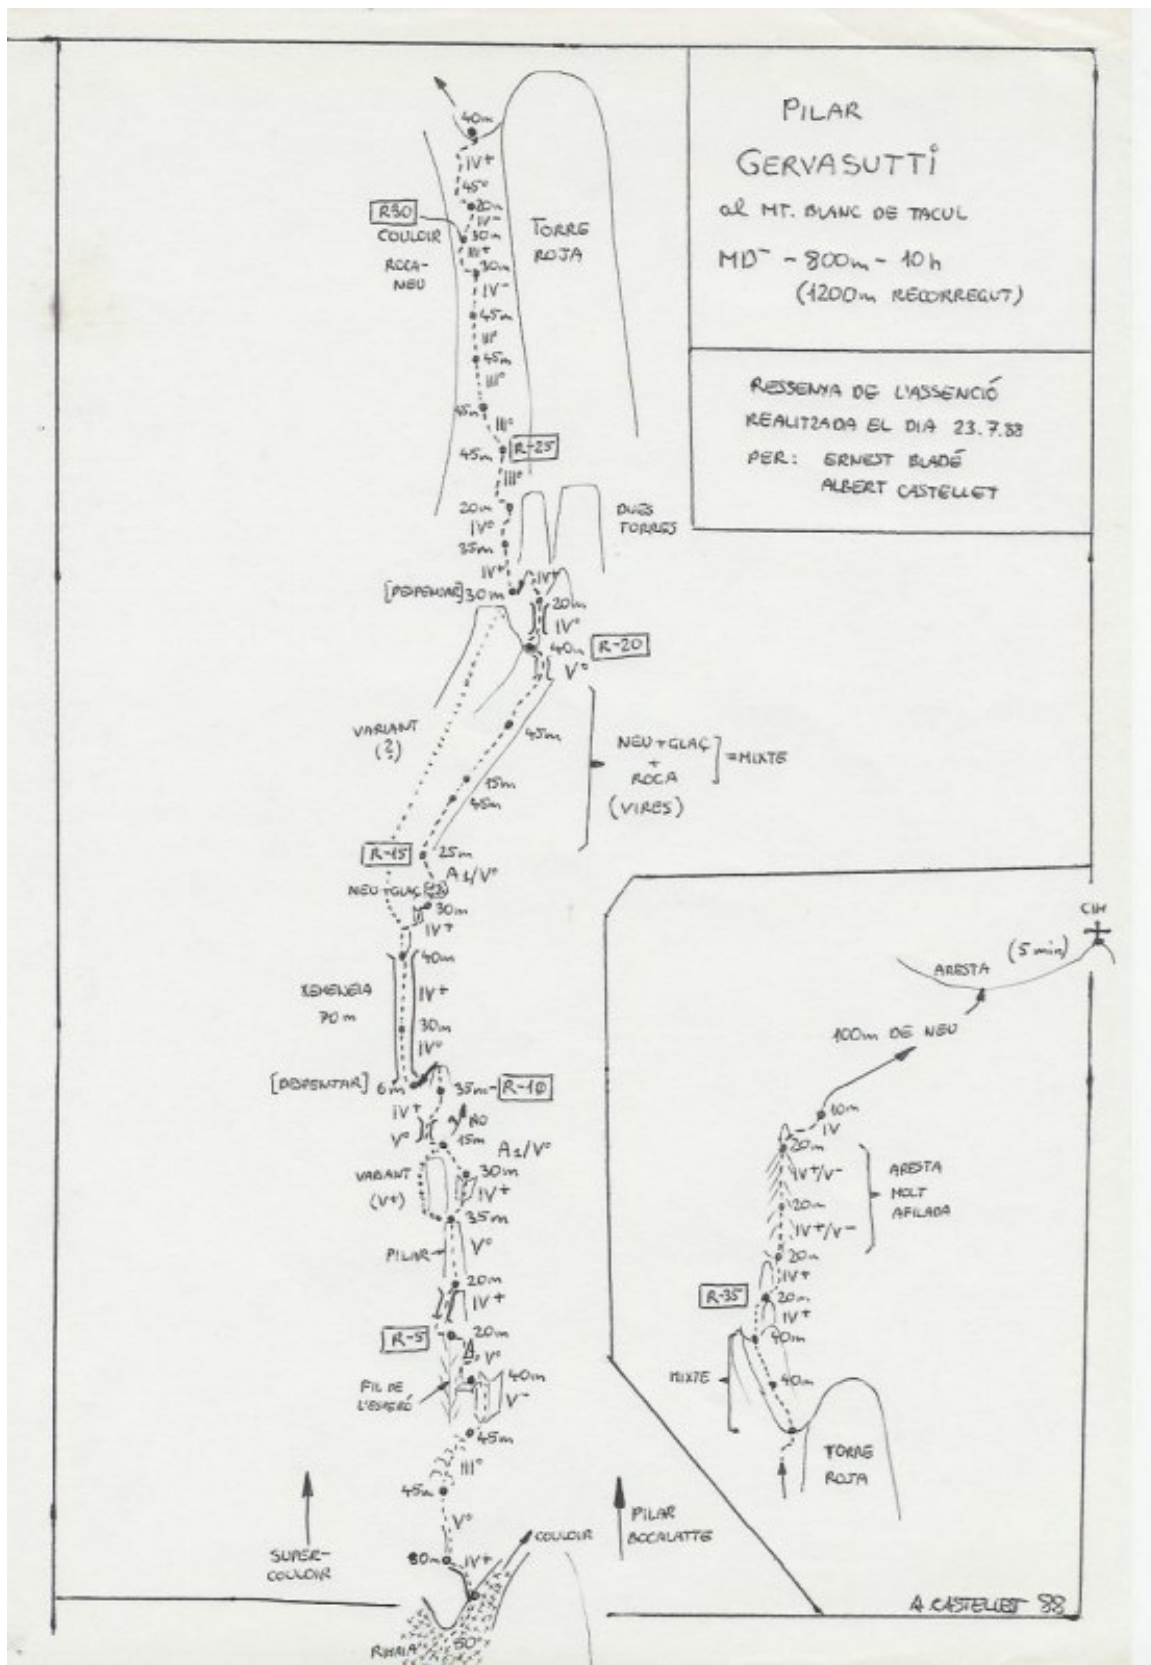 PILAR
GERVASUTTI
al MT. BLANC DE TACUL
MD⁻ - 800m - 10h
(1200m RECORREGUT)
RESSENYA DE L'ASSENCIÓ
REALITZADA EL DIA 23.7.88
PER: ERNEST BLADÉ
ALBERT CASTELLET
40m
IV+
45°
20m
R30
IV-
COULOIR
30m
III+
ROCA-
NEU
30m
IV-
TORRE
ROJA
45m
III°
45m
III°
45m
III°
45m
R-25
III°
20m
IV°
35m
IV+
DUES
TORRES
30m
IV+
20m
IV°
40m
R-20
V°
VARIANT
(?)
45m
NEU+GLAÇ
+
ROCA
(VIRES)
=MIXTE
15m
45m
R-15
25m
A1/V°
NEU+GLAÇ
30m
IV+
40m
XEMENEIA
70m
IV+
30m
IV°
6m
35m
R-10
IV+
NO
V°
15m
A1/V°
VARIANT
(V+)
30m
IV+
35m
PILAR
V°
20m
IV+
R-5
20m
V°
FIL DE
L'ESPERÓ
40m
V-
45m
III°
45m
V°
IV+
COULOIR
SUPER-
COULOIR
PILAR
BOCALATTE
RIMAIA
CIM
(5 min)
ARESTA
100m DE NEU
IV
20m
IV+/V-
20m
IV+/V-
ARESTA
MOLT
AFILADA
20m
IV+
R-35
20m
IV+
40m
MIXTE
40m
TORRE
ROJA
A. CASTELLET 88